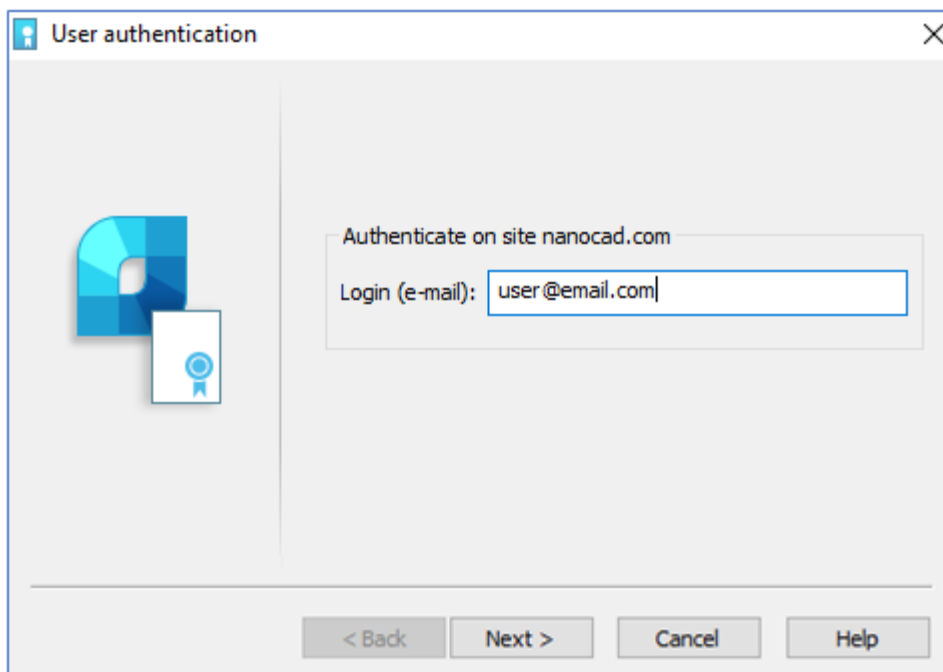 User authentication
Authenticate on site nanocad.com
Login (e-mail): user@email.com
< Back Next > Cancel Help